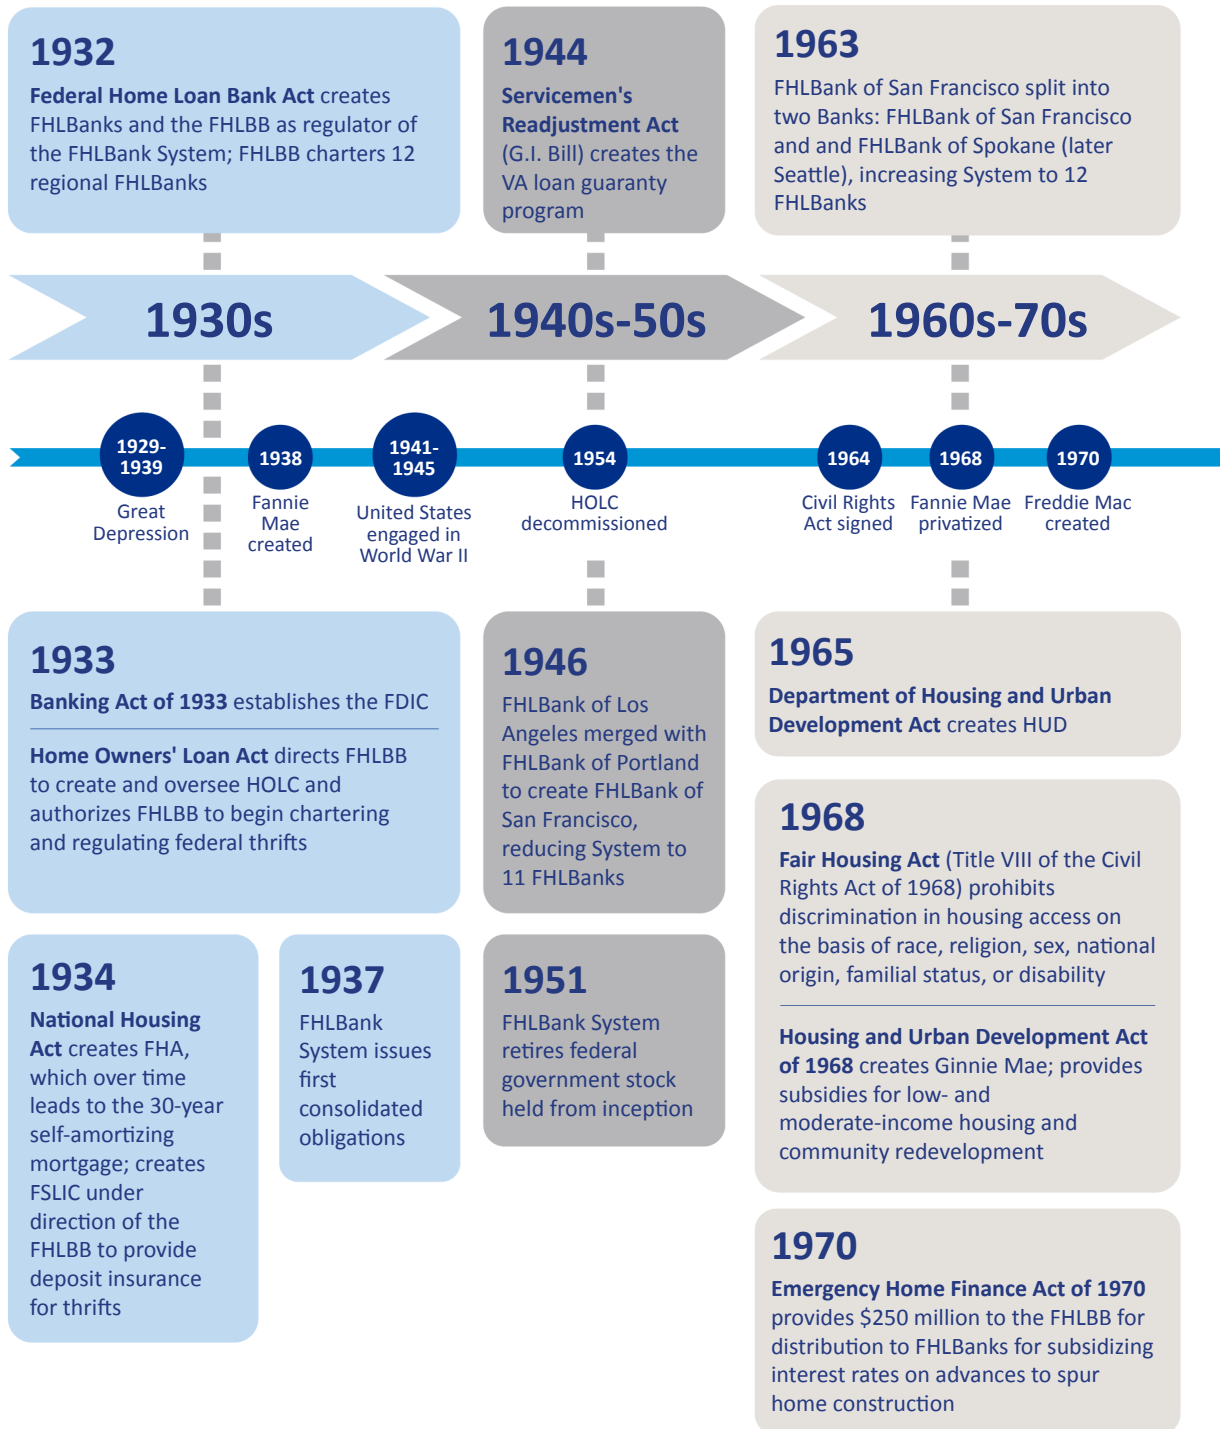 1932
Federal Home Loan Bank Act creates
FHLBanks and the FHLBB as regulator of
the FHLBank System; FHLBB charters 12
regional FHLBanks
1944
Servicemen's
Readjustment Act
(G.I. Bill) creates the
VA loan guaranty
program
1963
FHLBank of San Francisco split into
two Banks: FHLBank of San Francisco
and and FHLBank of Spokane (later
Seattle), increasing System to 12
FHLBanks
1930s
1940s-50s
1960s-70s
1929-
1939
Great
Depression
1938
Fannie
Mae
created
1941-
1945
United States
engaged in
World War II
1954
HOLC
decommissioned
1964
Civil Rights
Act signed
1968
Fannie Mae
privatized
1970
Freddie Mac
created
1933
Banking Act of 1933 establishes the FDIC
Home Owners' Loan Act directs FHLBB
to create and oversee HOLC and
authorizes FHLBB to begin chartering
and regulating federal thrifts
1934
National Housing
Act creates FHA,
which over time
leads to the 30-year
self-amortizing
mortgage; creates
FSLIC under
direction of the
FHLBB to provide
deposit insurance
for thrifts
1937
FHLBank
System issues
first
consolidated
obligations
1946
FHLBank of Los
Angeles merged with
FHLBank of Portland
to create FHLBank of
San Francisco,
reducing System to
11 FHLBanks
1951
FHLBank System
retires federal
government stock
held from inception
1965
Department of Housing and Urban
Development Act creates HUD
1968
Fair Housing Act (Title VIII of the Civil
Rights Act of 1968) prohibits
discrimination in housing access on
the basis of race, religion, sex, national
origin, familial status, or disability
Housing and Urban Development Act
of 1968 creates Ginnie Mae; provides
subsidies for low- and
moderate-income housing and
community redevelopment
1970
Emergency Home Finance Act of 1970
provides $250 million to the FHLBB for
distribution to FHLBanks for subsidizing
interest rates on advances to spur
home construction